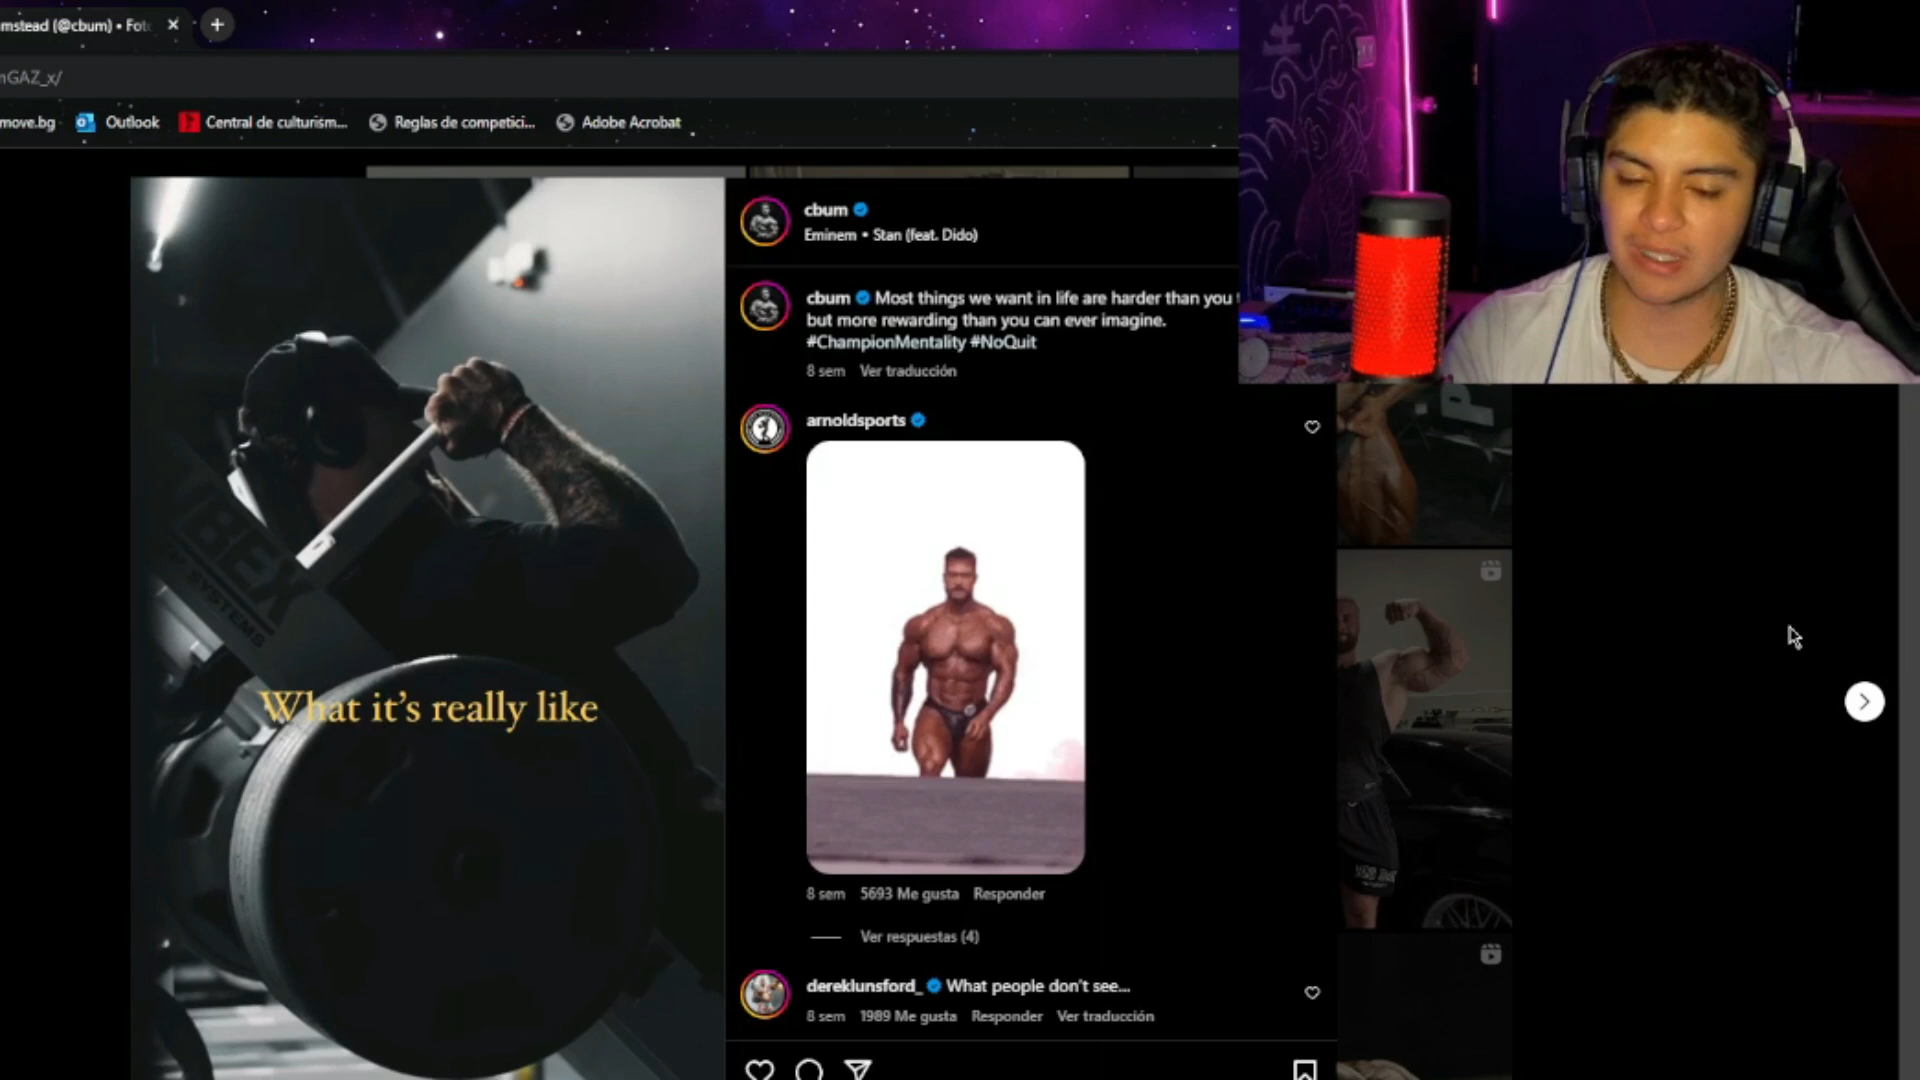 mstead (@cbum) • Fot
nGAZ_x/
move.bg Outlook Central de culturism... Reglas de competici... Adobe Acrobat
cbum
Eminem • Stan (feat. Dido)
cbum Most things we want in life are harder than you
but more rewarding than you can ever imagine.
#ChampionMentality #NoQuit
8 sem Ver traducción
arnoldsports
YBEX
SYSTEMS
What it's really like
8 sem 5693 Me gusta Responder
Ver respuestas (4)
dereklunsford_ What people don't see...
8 sem 1989 Me gusta Responder Ver traducción